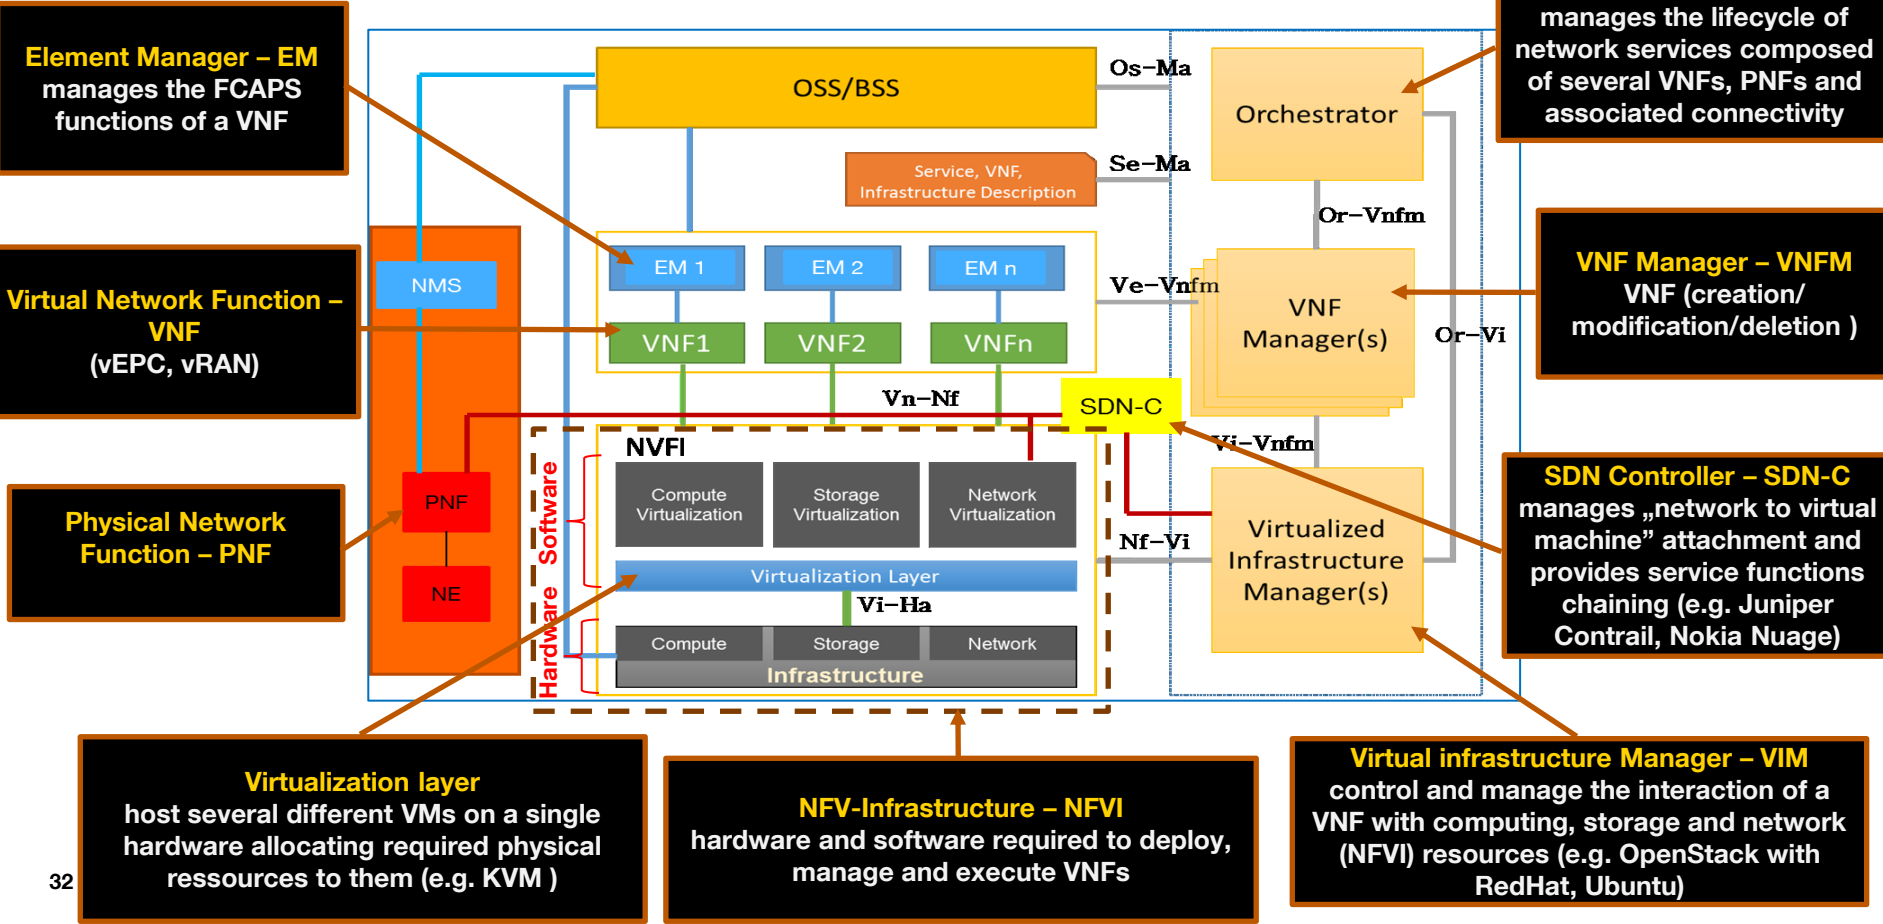 Element Manager – EM
manages the FCAPS
functions of a VNF
Virtual Network Function –
VNF
(vEPC, vRAN)
Physical Network
Function – PNF
OSS/BSS
Os-Ma
Service, VNF,
Infrastructure Description
Se-Ma
NMS
PNF
NE
EM 1
EM 2
EM n
VNF1
VNF2
VNFn
Ve-Vnfm
Vn-Nf
SDN-C
NVFI
Software
Hardware
Compute
Virtualization
Storage
Virtualization
Network
Virtualization
Virtualization Layer
Vi-Ha
Compute
Storage
Network
Infrastructure
Nf-Vi
Orchestrator
Or-Vnfm
VNF
Manager(s)
Or-Vi
Vi-Vnfm
Virtualized
Infrastructure
Manager(s)
manages the lifecycle of
network services composed
of several VNFs, PNFs and
associated connectivity
VNF Manager – VNFM
VNF (creation/
modification/deletion )
SDN Controller – SDN-C
manages „network to virtual
machine” attachment and
provides service functions
chaining (e.g. Juniper
Contrail, Nokia Nuage)
Virtualization layer
host several different VMs on a single
hardware allocating required physical
ressources to them (e.g. KVM )
NFV-Infrastructure – NFVI
hardware and software required to deploy,
manage and execute VNFs
Virtual infrastructure Manager – VIM
control and manage the interaction of a
VNF with computing, storage and network
(NFVI) resources (e.g. OpenStack with
RedHat, Ubuntu)
32